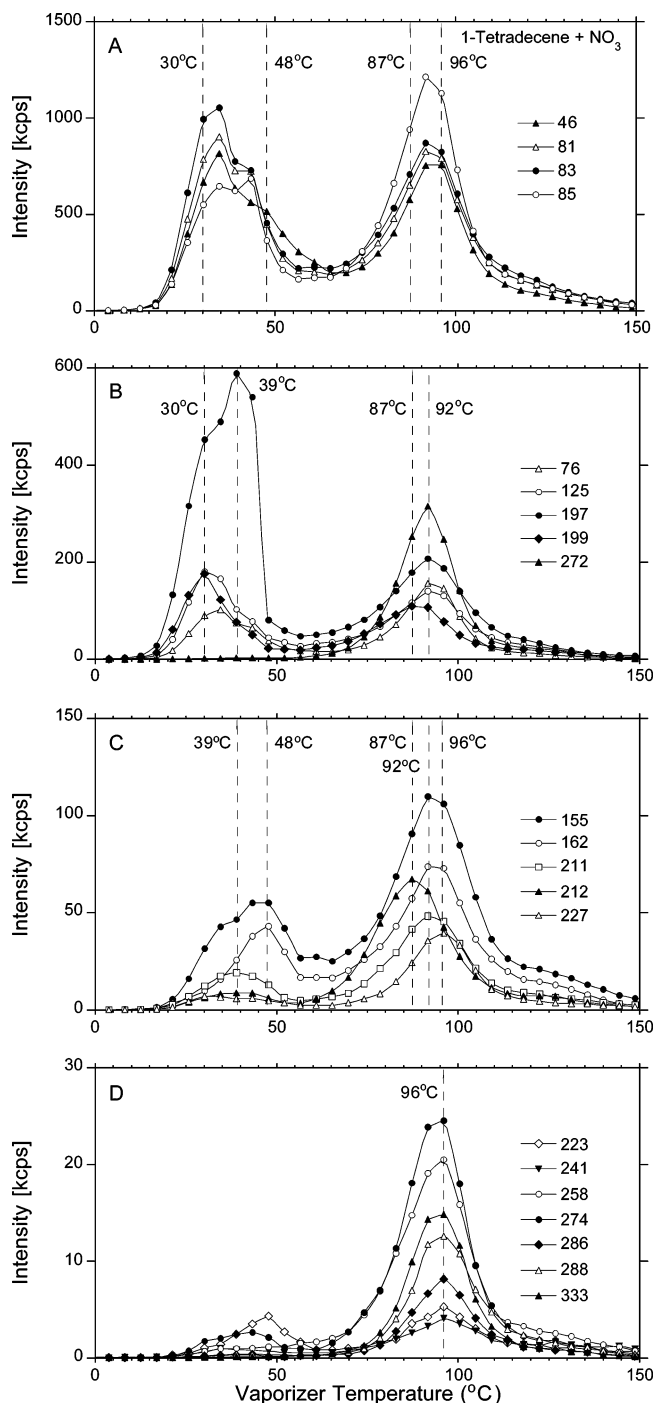 A
1-Tetradecene + NO3
30°C
48°C
87°C
96°C
Intensity [kcps]
1000
500
0
46
81
83
85
0
50
100
150
B
39°C
30°C
87°C
92°C
Intensity [kcps]
600
400
200
0
76
125
197
199
272
0
50
100
150
C
39°C
48°C
87°C
96°C
92°C
Intensity [kcps]
150
100
50
0
155
162
211
212
227
0
50
100
150
D
96°C
Intensity [kcps]
30
20
10
0
223
241
258
274
286
288
333
0
50
100
150
Vaporizer Temperature (°C)